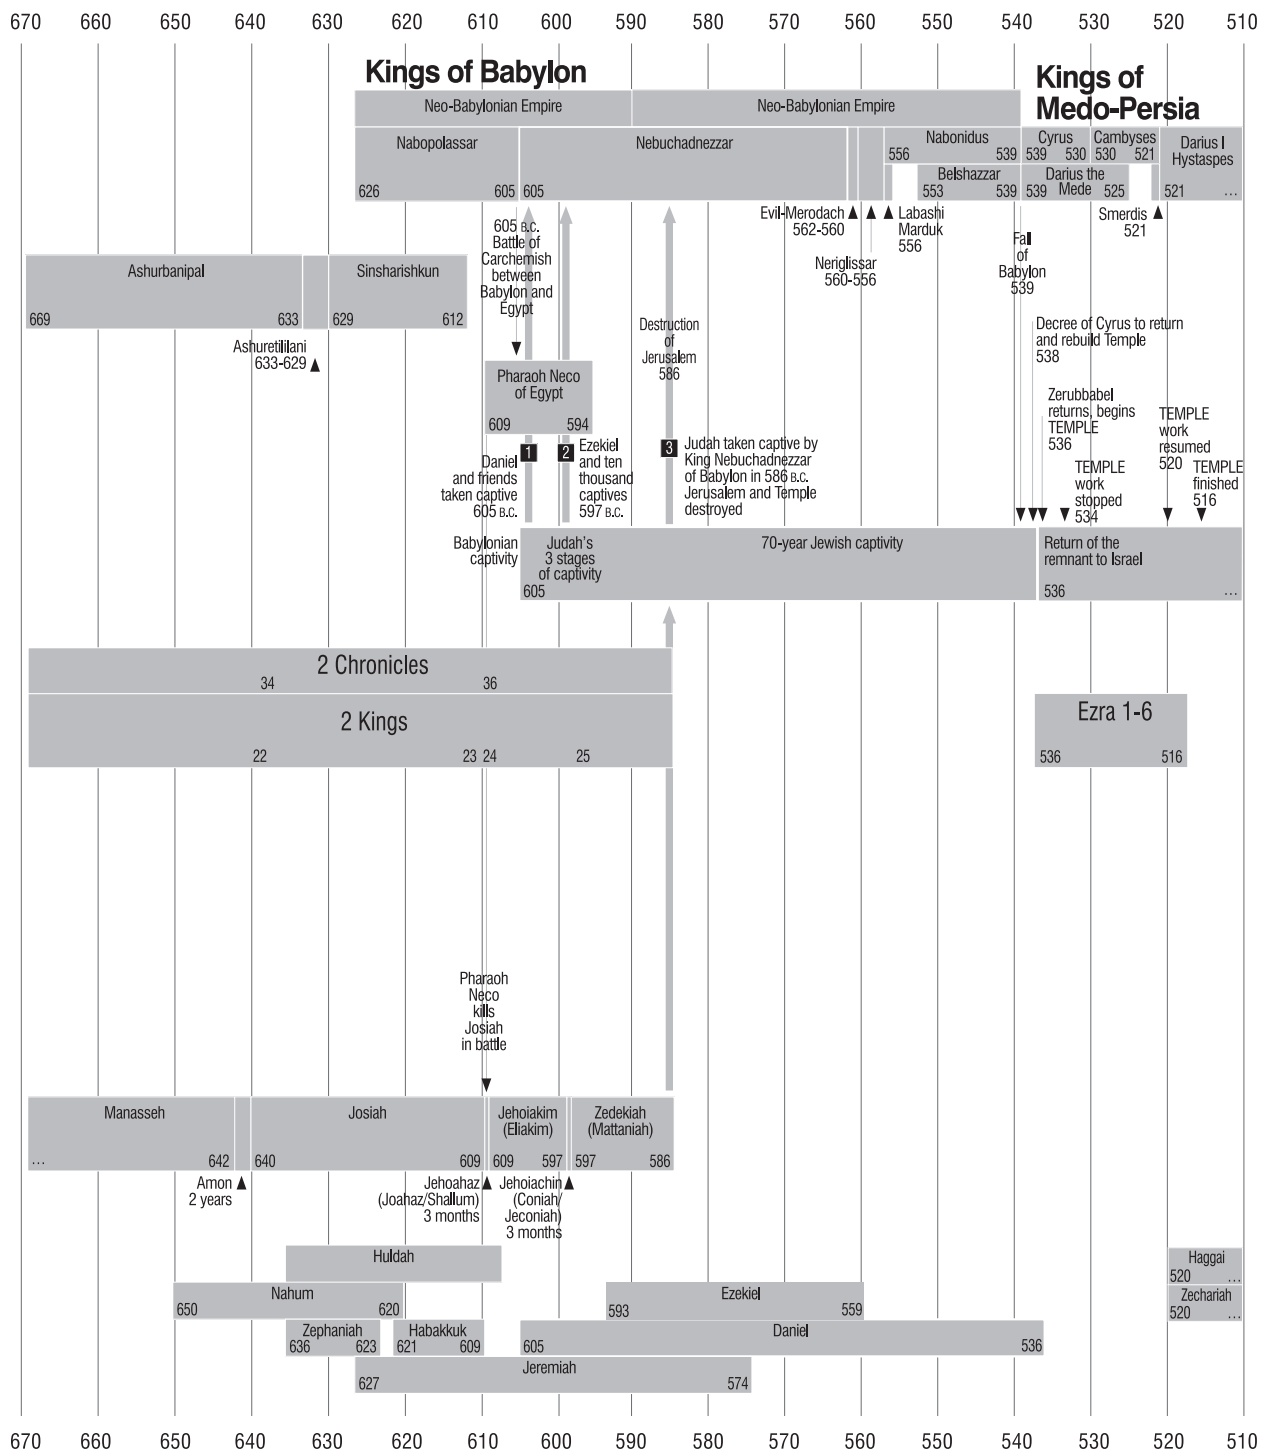 670 660 650 640 630 620 610 600 590 580 570 560 550 540 530 520 510
Kings of Babylon
Kings of
Medo-Persia
Neo-Babylonian Empire
Neo-Babylonian Empire
Nabopolassar
626 605
Nebuchadnezzar
605
Nabonidus
556 539
Belshazzar
553 539
Cyrus
539 530
Cambyses
530 521
Darius the
Mede
539 525
Darius I
Hystaspes
521 ...
Evil-Merodach
562-560
Neriglissar
560-556
Labashi
Marduk
556
Smerdis
521
605 B.C.
Battle of
Carchemish
between
Babylon and
Egypt
Fall
of
Babylon
539
Ashurbanipal
669 633
Sinsharishkun
629 612
Ashuretililani
633-629
Destruction
of
Jerusalem
586
Decree of Cyrus to return
and rebuild Temple
538
Pharaoh Neco
of Egypt
609 594
Zerubbabel
returns, begins
TEMPLE
536
TEMPLE
work
resumed
520
TEMPLE
work
stopped
534
TEMPLE
finished
516
1
Daniel
and friends
taken captive
605 B.C.
2
Ezekiel
and ten
thousand
captives
597 B.C.
3
Judah taken captive by
King Nebuchadnezzar
of Babylon in 586 B.C.
Jerusalem and Temple
destroyed
Babylonian
captivity
605
Judah's
3 stages
of captivity
70-year Jewish captivity
Return of the
remnant to Israel
536 ...
2 Chronicles
34 36
2 Kings
22 23 24 25
Ezra 1-6
536 516
Pharaoh
Neco
kills
Josiah
in battle
Manasseh
... 642
Josiah
640 609
Jehoiakim
(Eliakim)
609 597
Zedekiah
(Mattaniah)
597 586
Amon
2 years
Jehoahaz
(Joahaz/Shallum)
3 months
Jehoiachin
(Coniah/
Jeconiah)
3 months
Huldah
Nahum
650 620
Zephaniah
636 623
Habakkuk
621 609
Jeremiah
627 574
Ezekiel
593 559
Daniel
605 536
Haggai
520 ...
Zechariah
520 ...
670 660 650 640 630 620 610 600 590 580 570 560 550 540 530 520 510